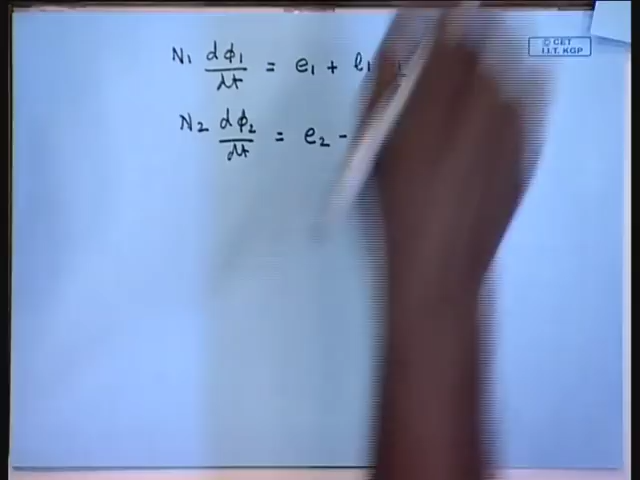 © CET
I.I.T. KGP
N₁ dφ₁/dt = e₁ + l₁
N₂ dφ₂/dt = e₂ -